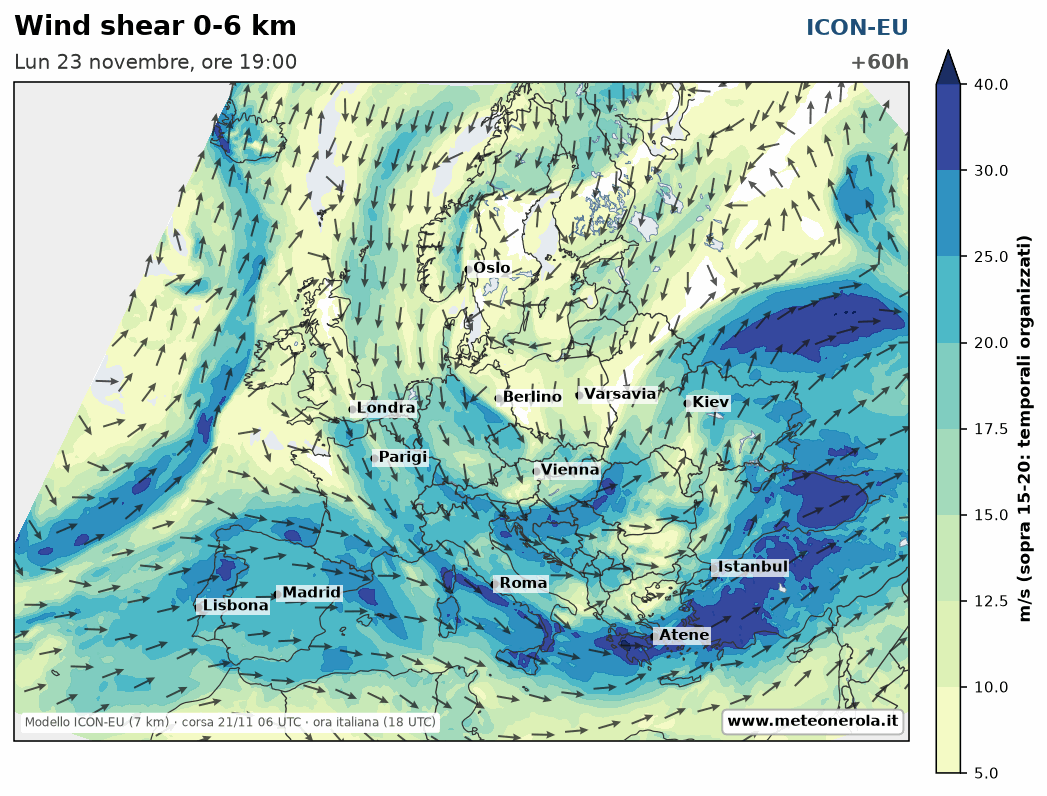 Wind shear 0-6 km
ICON-EU
Lun 23 novembre, ore 19:00
+60h
40.0
30.0
25.0
20.0
17.5
15.0
12.5
10.0
5.0
m/s (sopra 15-20: temporali organizzati)
Oslo
Berlino
Varsavia
Kiev
Londra
Parigi
Vienna
Istanbul
Roma
Madrid
Lisbona
Atene
Modello ICON-EU (7 km) · corsa 21/11 06 UTC · ora italiana (18 UTC)
www.meteonerola.it